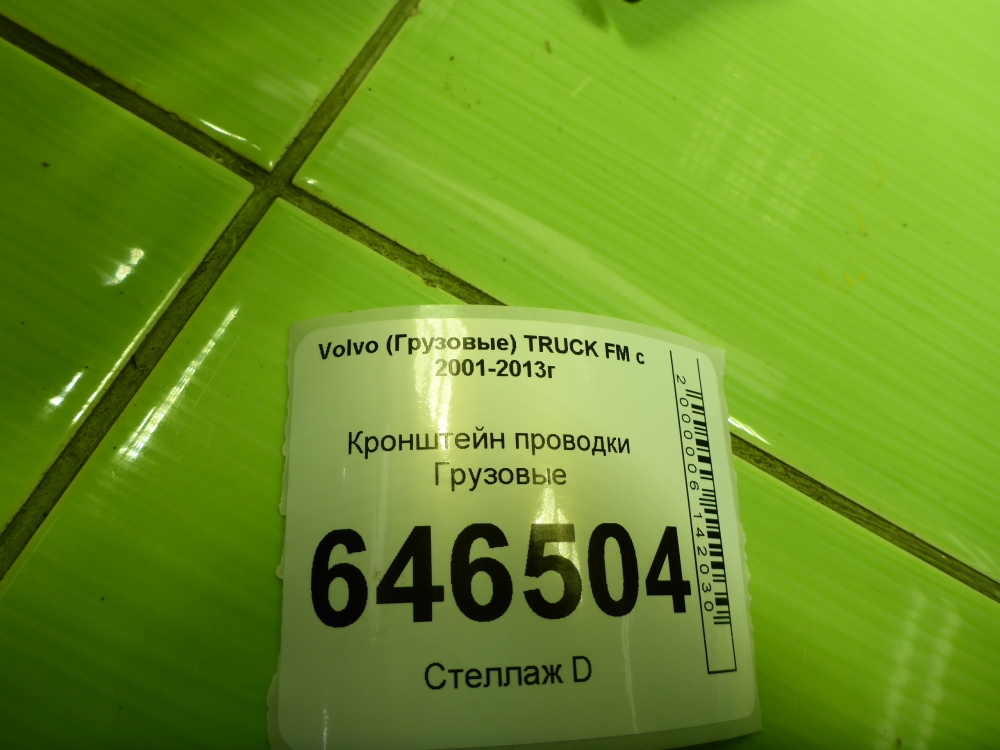 Volvo (Грузовые) TRUCK FM с
2001-2013г
Кронштейн проводки
Грузовые
646504
Стеллаж D
2000006142030